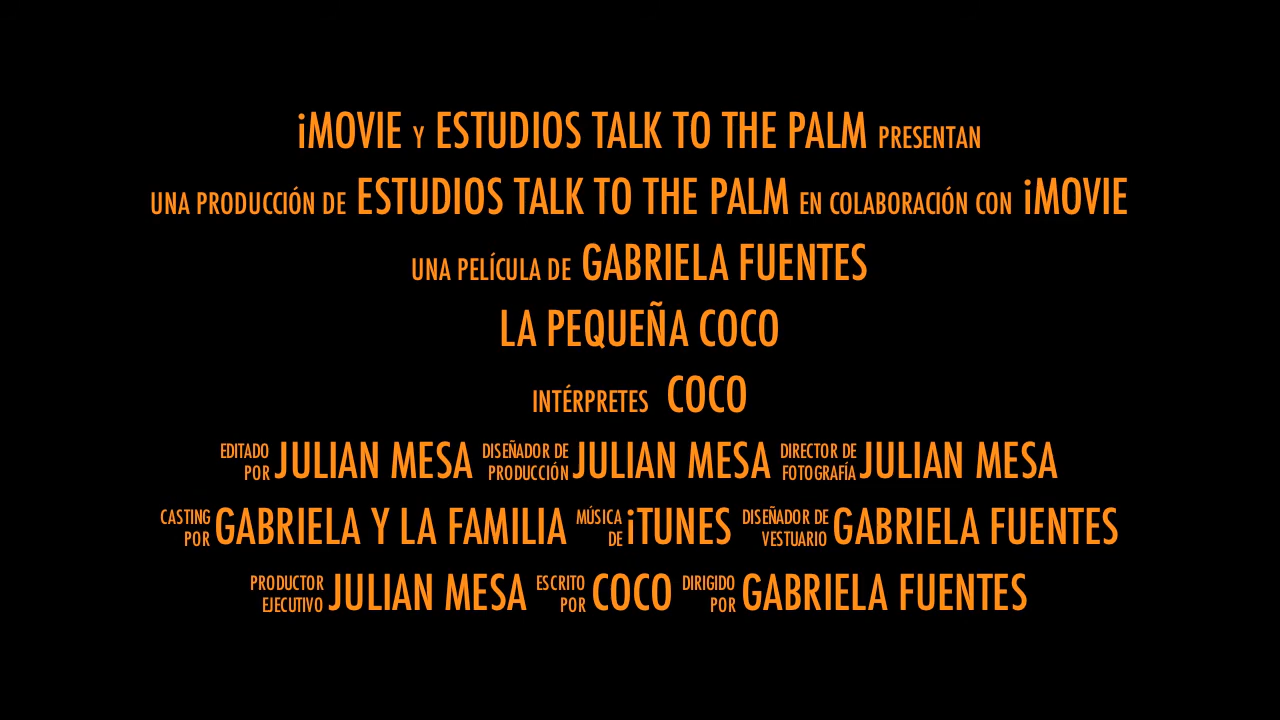 iMOVIE Y ESTUDIOS TALK TO THE PALM PRESENTAN
UNA PRODUCCIÓN DE ESTUDIOS TALK TO THE PALM EN COLABORACIÓN CON iMOVIE
UNA PELÍCULA DE GABRIELA FUENTES
LA PEQUEÑA COCO
INTÉRPRETES COCO
EDITADO POR JULIAN MESA DISEÑADOR DE PRODUCCIÓN JULIAN MESA DIRECTOR DE FOTOGRAFÍA JULIAN MESA
CASTING POR GABRIELA Y LA FAMILIA MÚSICA DE iTUNES DISEÑADOR DE VESTUARIO GABRIELA FUENTES
PRODUCTOR EJECUTIVO JULIAN MESA ESCRITO POR COCO DIRIGIDO POR GABRIELA FUENTES